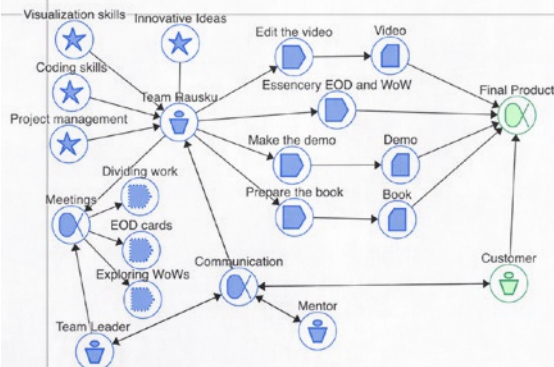 Visualization skills
Innovative Ideas
Edit the video
Video
Coding skills
Essencery EOD and WoW
Final Product
Team Rausku
Project management
Make the demo
Demo
Dividing work
Prepare the book
Book
Meetings
EOD cards
Exploring WoWs
Communication
Customer
Mentor
Team Leader